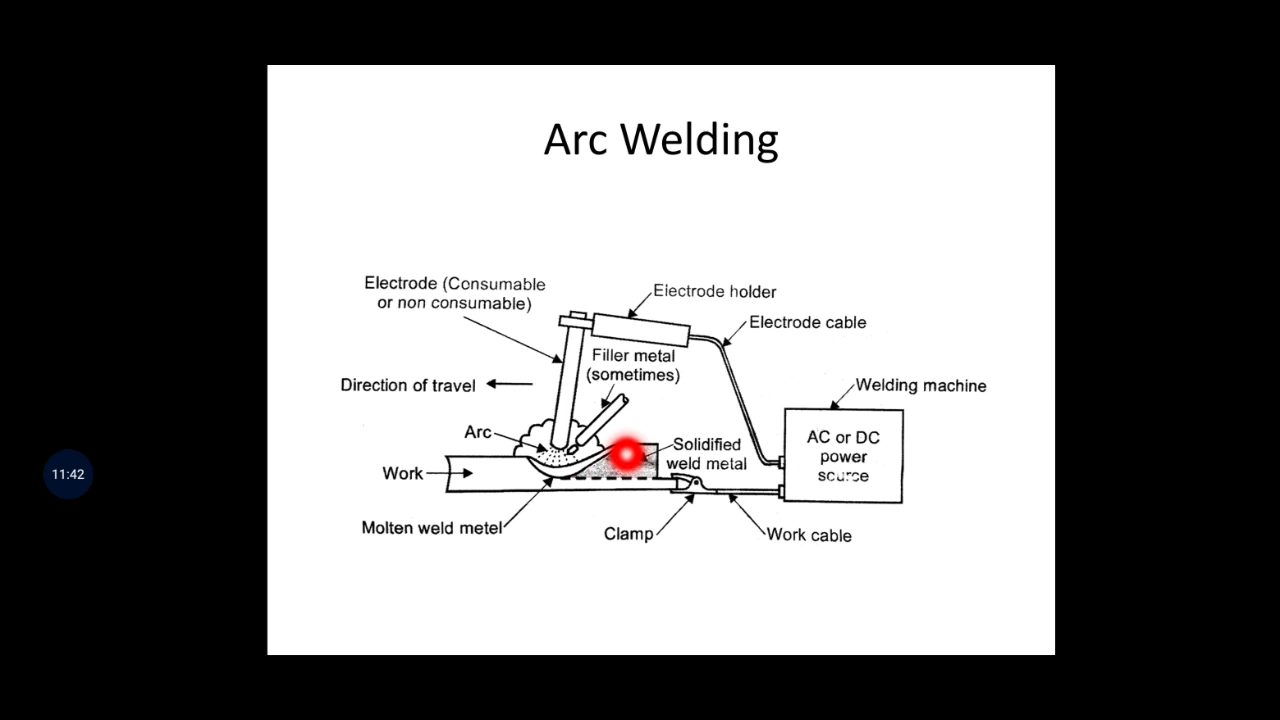 Arc Welding
Electrode (Consumable
or non consumable)
Electrode holder
Electrode cable
Filler metal
(sometimes)
Direction of travel
Welding machine
Arc
Solidified
weld metal
AC or DC
power
source
Work
11:42
Molten weld metel
Clamp
Work cable